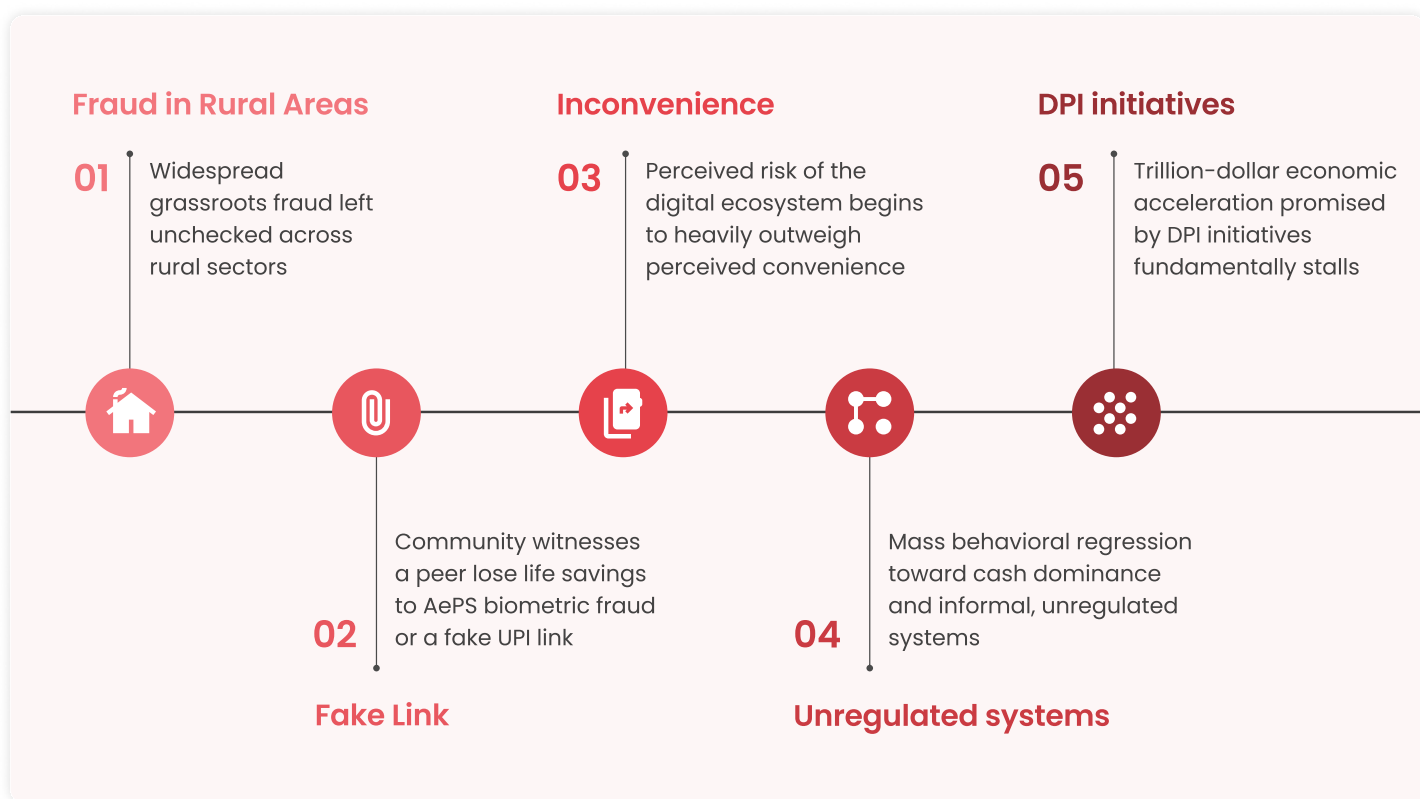 Fraud in Rural Areas
01
Widespread
grassroots fraud left
unchecked across
rural sectors
Community witnesses
a peer lose life savings
to AePS biometric fraud
or a fake UPI link
02
Fake Link
Inconvenience
03
Perceived risk of the
digital ecosystem begins
to heavily outweigh
perceived convenience
Mass behavioral regression
toward cash dominance
and informal, unregulated
systems
04
Unregulated systems
DPI initiatives
05
Trillion-dollar economic
acceleration promised
by DPI initiatives
fundamentally stalls